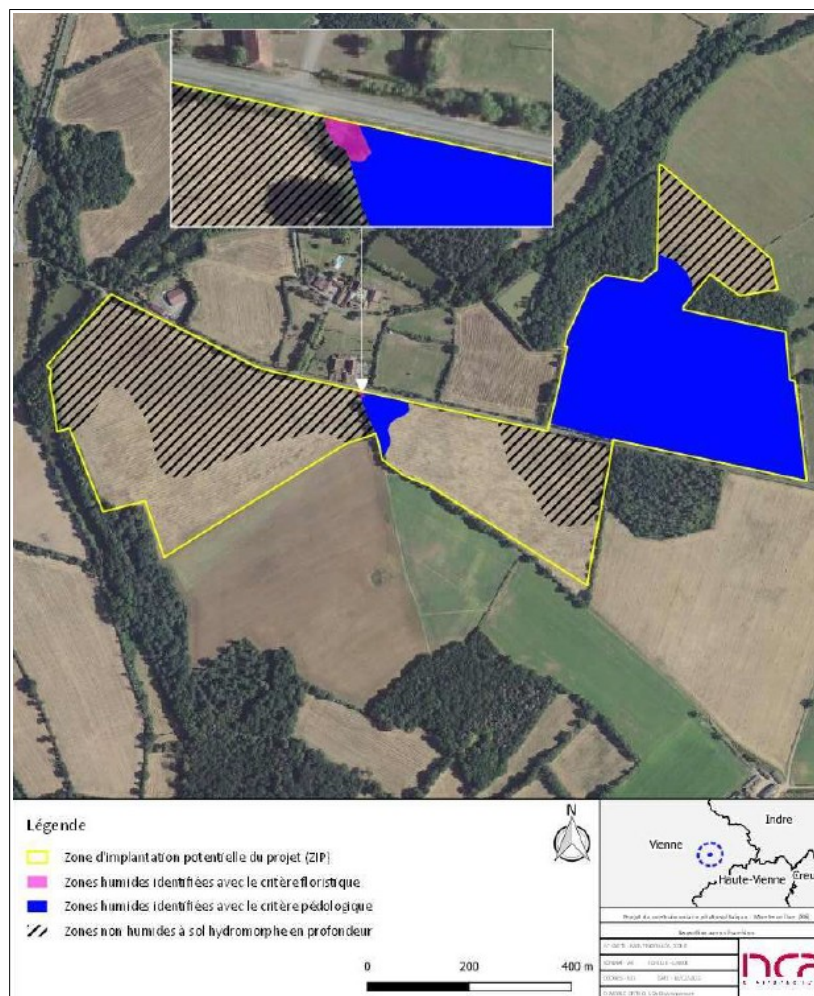 Légende
Zone d'implantation potentielle du projet (ZIP)
Zones humides identifiées avec le critère floristique
Zones humides identifiées avec le critère pédologique
Zones non humides à sol hydromorphe en profondeur
N
0 200 400 m
Indre
Vienne
Haute-Vienne
Creu
nca